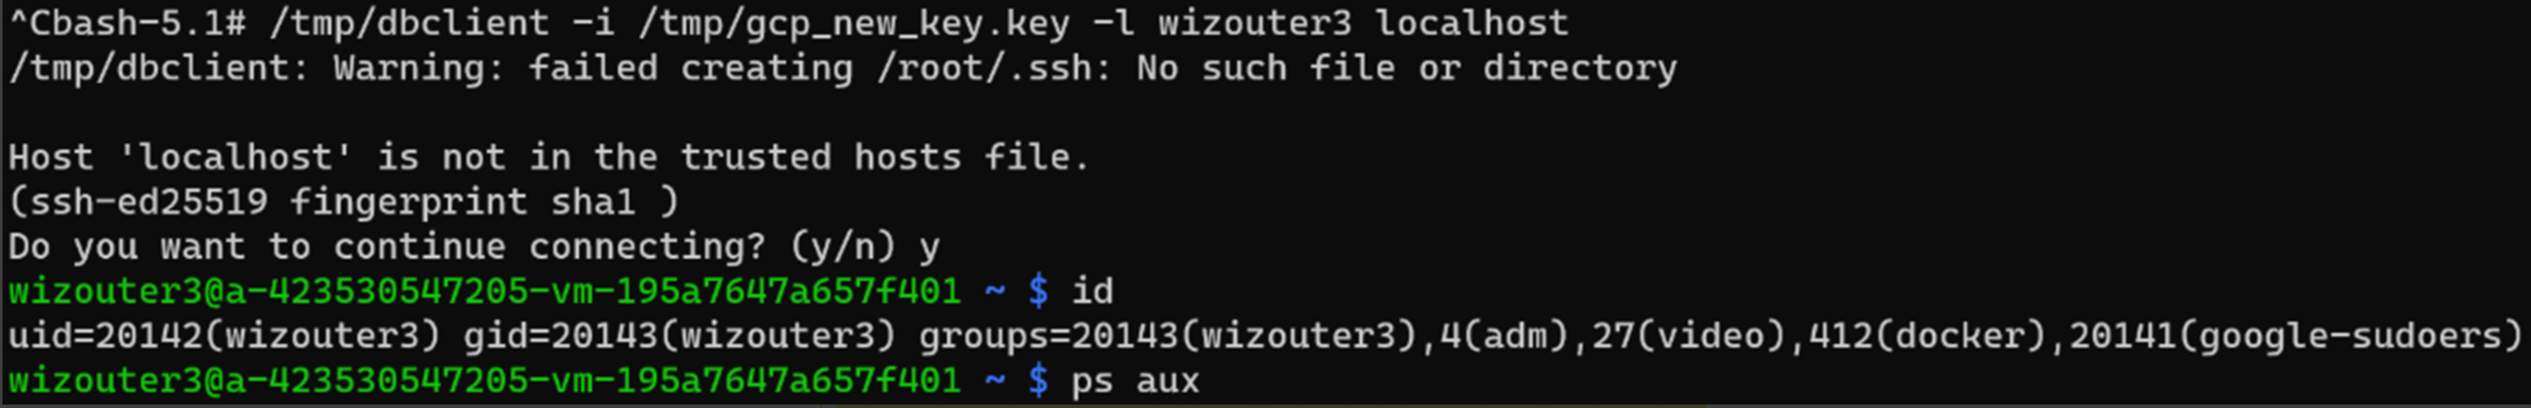 ^Cbash-5.1# /tmp/dbclient -i /tmp/gcp_new_key.key -l wizouter3 localhost
/tmp/dbclient: Warning: failed creating /root/.ssh: No such file or directory
Host 'localhost' is not in the trusted hosts file.
(ssh-ed25519 fingerprint sha1 )
Do you want to continue connecting? (y/n) y
wizouter3@a-423530547205-vm-195a7647a657f401 ~ $ id
uid=20142(wizouter3) gid=20143(wizouter3) groups=20143(wizouter3),4(adm),27(video),412(docker),20141(google-sudoers)
wizouter3@a-423530547205-vm-195a7647a657f401 ~ $ ps aux